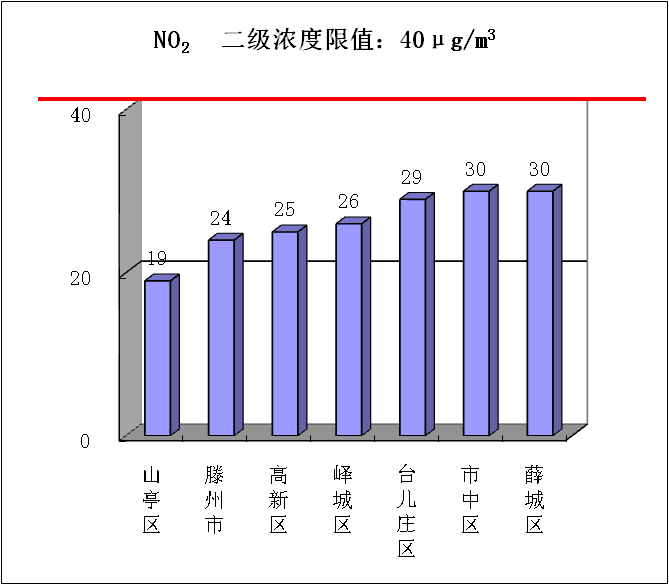 NO₂ 二级浓度限值：40μg/m³
40
20
0
19
24
25
26
29
30
30
山亭区
滕州市
高新区
峄城区
台儿庄区
市中区
薛城区